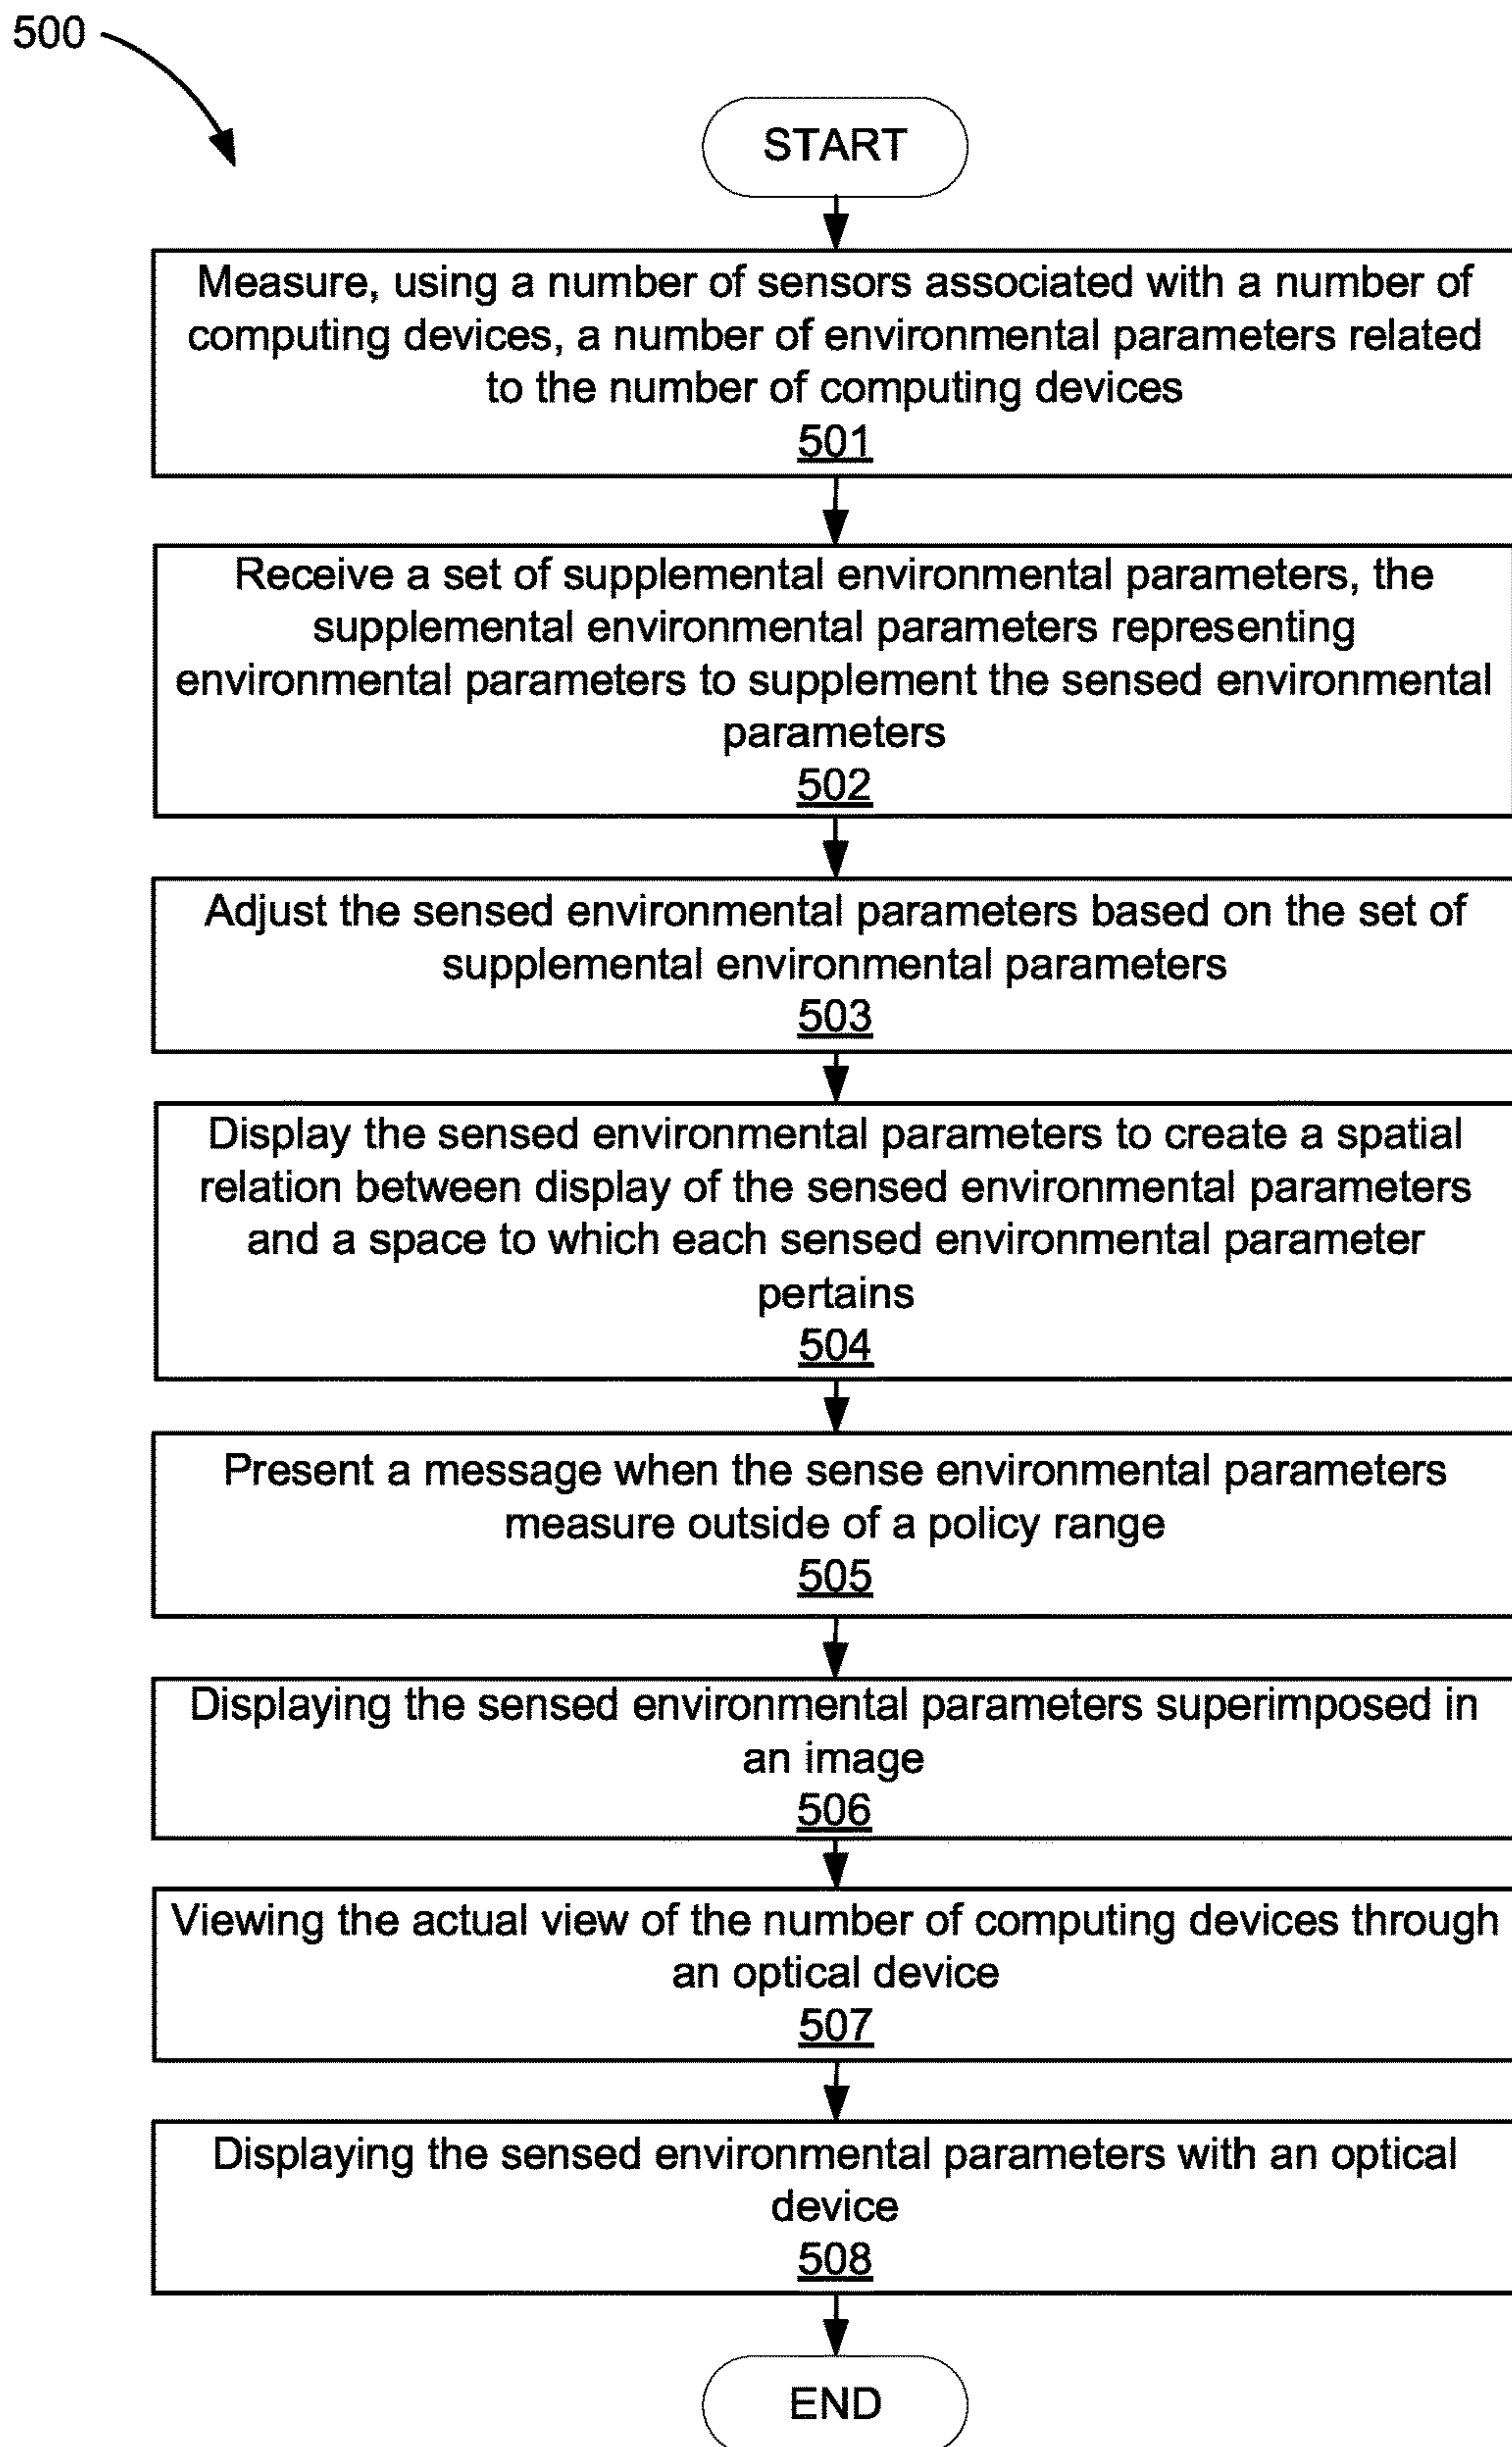 500
START
Measure, using a number of sensors associated with a number of
computing devices, a number of environmental parameters related
to the number of computing devices
501
Receive a set of supplemental environmental parameters, the
supplemental environmental parameters representing
environmental parameters to supplement the sensed environmental
parameters
502
Adjust the sensed environmental parameters based on the set of
supplemental environmental parameters
503
Display the sensed environmental parameters to create a spatial
relation between display of the sensed environmental parameters
and a space to which each sensed environmental parameter
pertains
504
Present a message when the sense environmental parameters
measure outside of a policy range
505
Displaying the sensed environmental parameters superimposed in
an image
506
Viewing the actual view of the number of computing devices through
an optical device
507
Displaying the sensed environmental parameters with an optical
device
508
END